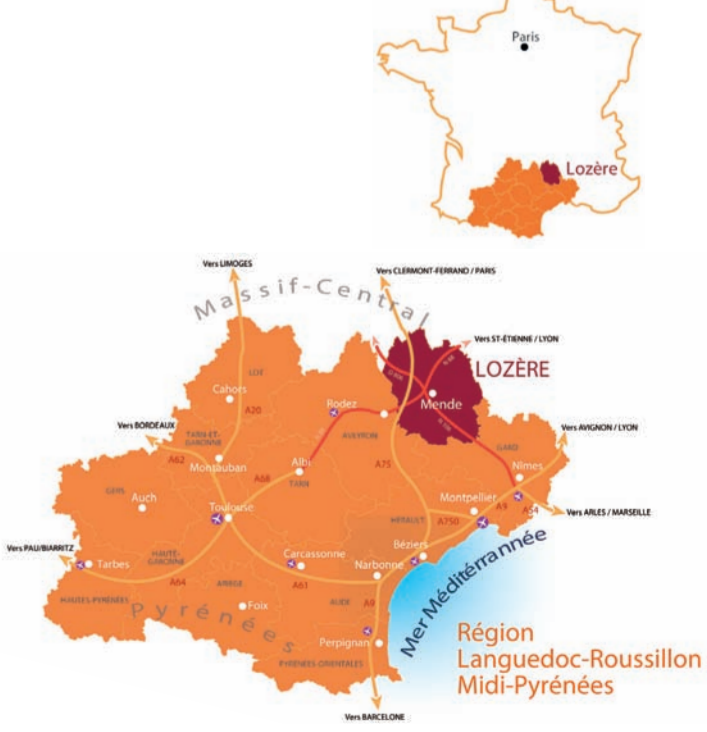 Paris
Lozère
Vers LIMOGES
Vers CLERMONT-FERRAND / PARIS
Massif-Central
Vers ST-ÉTIENNE / LYON
LOZÈRE
LOT
Cahors
A20
Rodez
Mende
Vers BORDEAUX
TARN-ET-
GARONNE
AVEYRON
Vers AVIGNON / LYON
A62
Montauban
A68
Albi
TARN
A75
GARD
Nîmes
GERS
Auch
Toulouse
Montpellier
A9
A54
Vers ARLES / MARSEILLE
HERAULT
A750
Vers PAU/BIARRITZ
Tarbes
HAUTE-
GARONNE
Carcassonne
Béziers
Narbonne
Mer Méditérrannée
A64
ARIEGE
A61
HAUTES-PYRÉNÉES
Pyrénées
Foix
AUDE
A9
Perpignan
PYRENEES-ORIENTALES
Région
Languedoc-Roussillon
Midi-Pyrénées
Vers BARCELONE